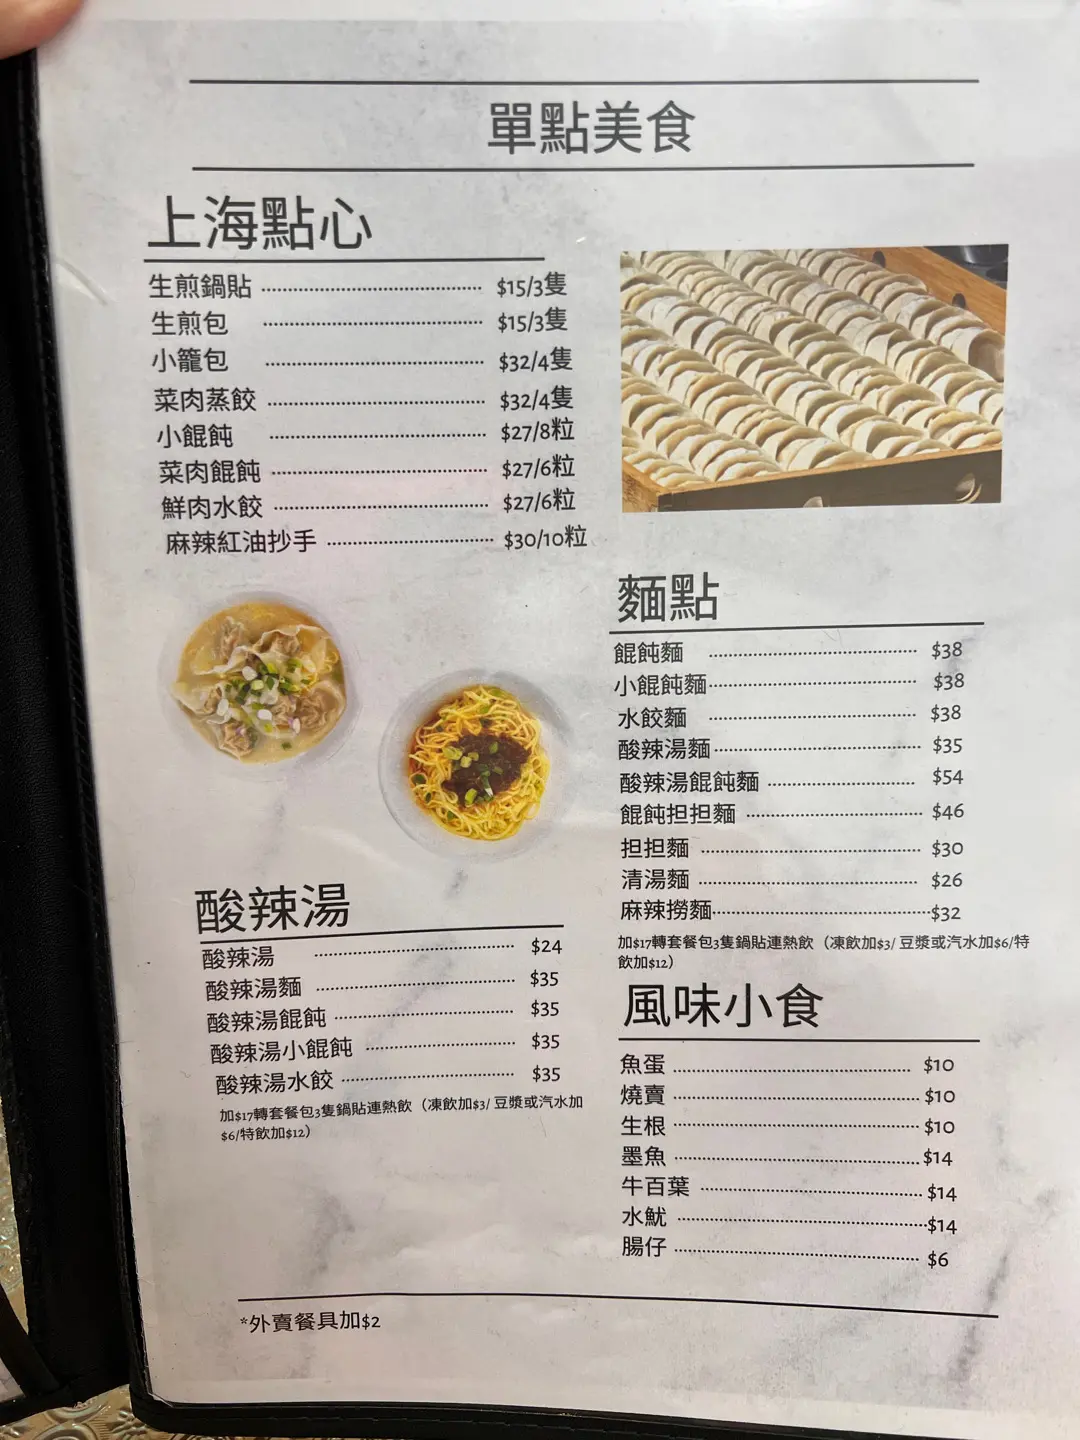 單點美食
上海點心
生煎鍋貼 $15/3隻
生煎包 $15/3隻
小籠包 $32/4隻
菜肉蒸餃 $32/4隻
小餛飩 $27/8粒
菜肉餛飩 $27/6粒
鮮肉水餃 $27/6粒
麻辣紅油抄手 $30/10粒
麵點
餛飩麵 $38
小餛飩麵 $38
水餃麵 $38
酸辣湯麵 $35
酸辣湯餛飩麵 $54
餛飩担担麵 $46
担担麵 $30
清湯麵 $26
麻辣撈麵 $32
加$17轉套餐包3隻鍋貼連熱飲（凍飲加$3/ 豆漿或汽水加$6/特
飲加$12）
酸辣湯
酸辣湯 $24
酸辣湯麵 $35
酸辣湯餛飩 $35
酸辣湯小餛飩 $35
酸辣湯水餃 $35
加$17轉套餐包3隻鍋貼連熱飲（凍飲加$3/ 豆漿或汽水加
$6/特飲加$12）
風味小食
魚蛋 $10
燒賣 $10
生根 $10
墨魚 $14
牛百葉 $14
水魷 $14
腸仔 $6
*外賣餐具加$2